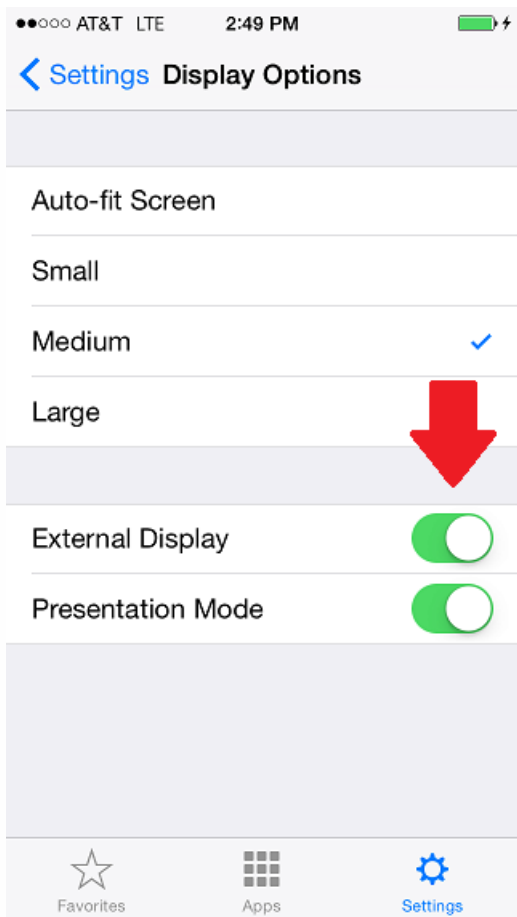 AT&T LTE 2:49 PM
Settings Display Options
Auto-fit Screen
Small
Medium
Large
External Display
Presentation Mode
Favorites Apps Settings